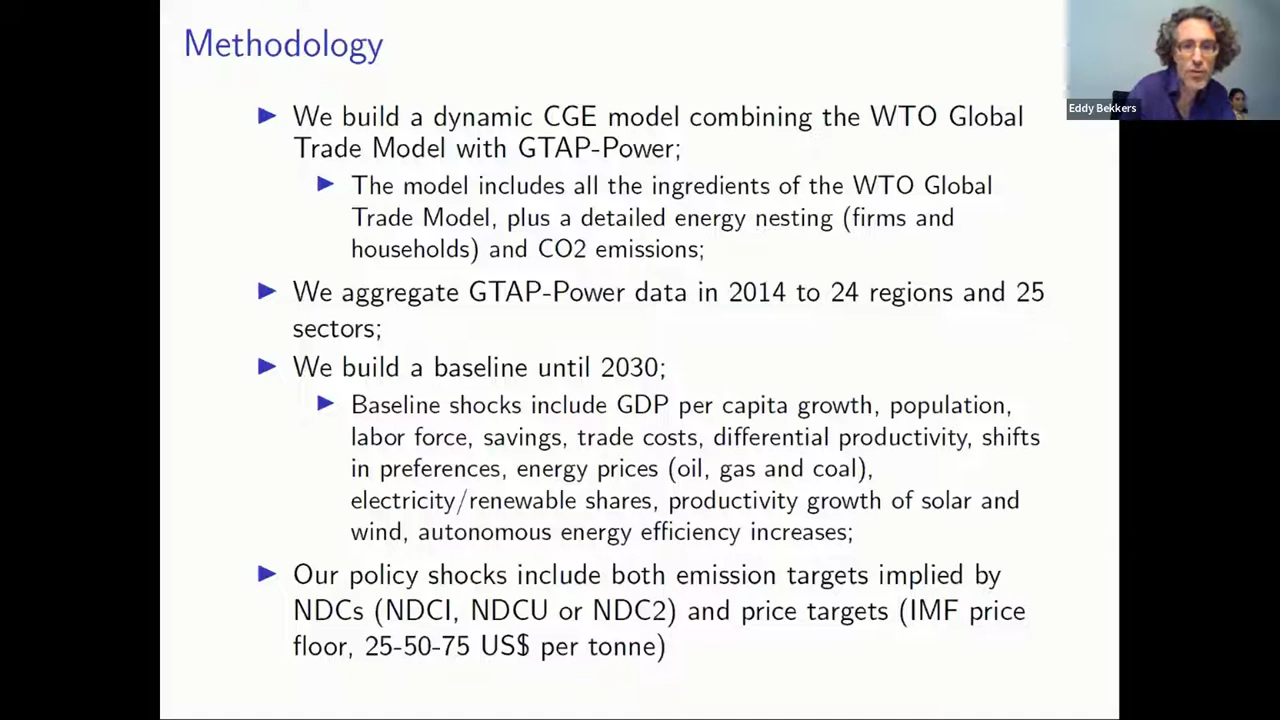 Methodology
We build a dynamic CGE model combining the WTO Global
Trade Model with GTAP-Power;
The model includes all the ingredients of the WTO Global
Trade Model, plus a detailed energy nesting (firms and
households) and CO2 emissions;
We aggregate GTAP-Power data in 2014 to 24 regions and 25
sectors;
We build a baseline until 2030;
Baseline shocks include GDP per capita growth, population,
labor force, savings, trade costs, differential productivity, shifts
in preferences, energy prices (oil, gas and coal),
electricity/renewable shares, productivity growth of solar and
wind, autonomous energy efficiency increases;
Our policy shocks include both emission targets implied by
NDCs (NDCI, NDCU or NDC2) and price targets (IMF price
floor, 25-50-75 US$ per tonne)
Eddy Bekkers